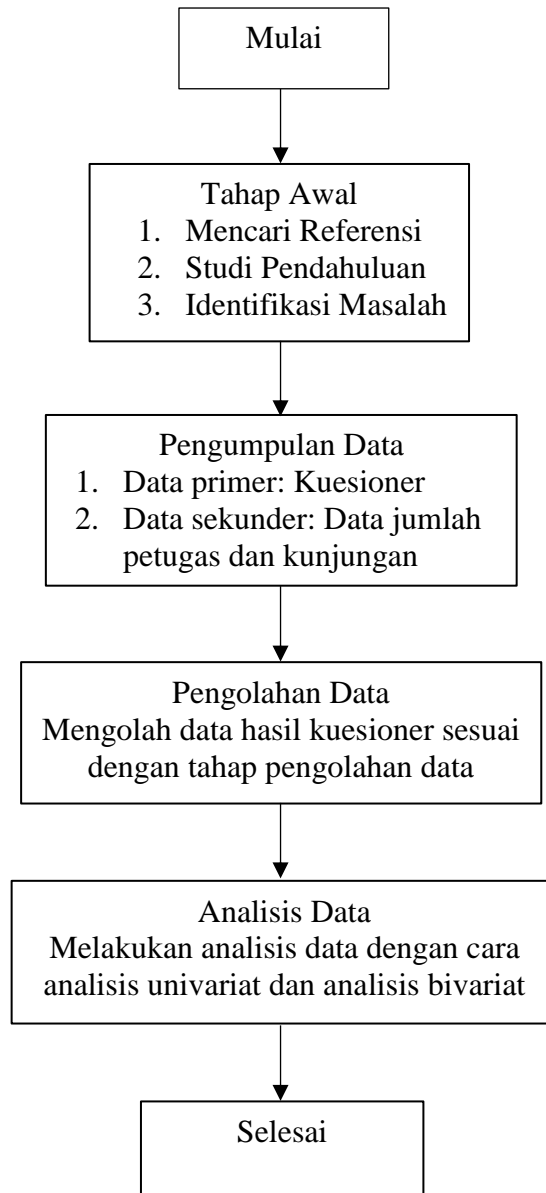 Mulai
Tahap Awal
1. Mencari Referensi
2. Studi Pendahuluan
3. Identifikasi Masalah
Pengumpulan Data
1. Data primer: Kuesioner
2. Data sekunder: Data jumlah
petugas dan kunjungan
Pengolahan Data
Mengolah data hasil kuesioner sesuai
dengan tahap pengolahan data
Analisis Data
Melakukan analisis data dengan cara
analisis univariat dan analisis bivariat
Selesai